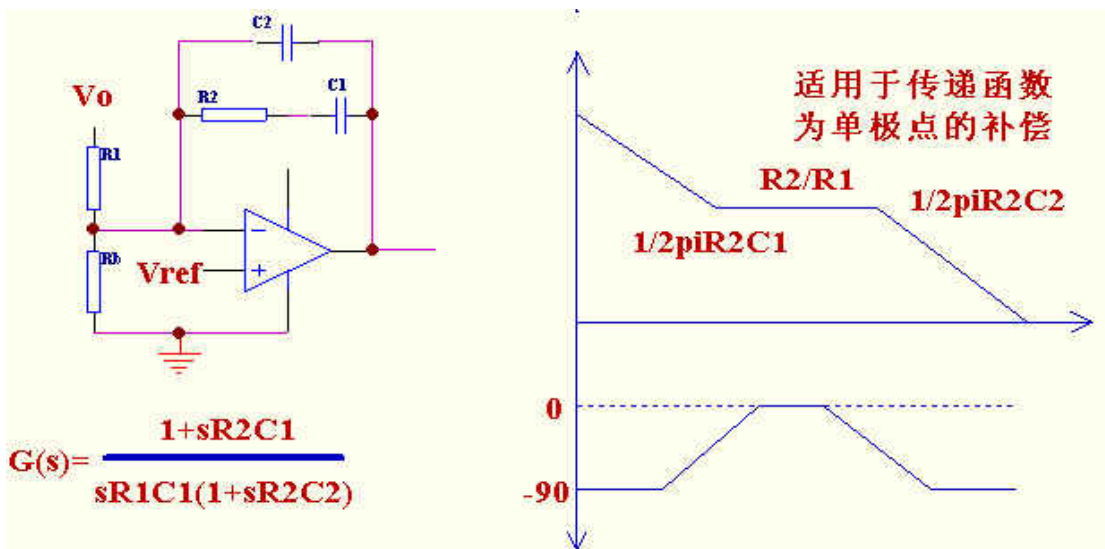 C2
R2
C1
Vo
R1
Rb
Vref
G(s)=
1+sR2C1
sR1C1(1+sR2C2)
适用于传递函数
为单极点的补偿
R2/R1
1/2piR2C2
1/2piR2C1
0
-90